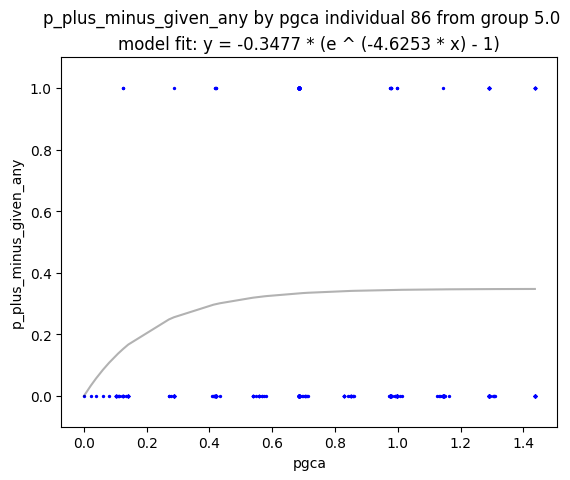 p_plus_minus_given_any by pgca individual 86 from group 5.0
model fit: y = -0.3477 * (e ^ (-4.6253 * x) - 1)
1.0
0.8
0.6
0.4
0.2
0.0
p_plus_minus_given_any
0.0 0.2 0.4 0.6 0.8 1.0 1.2 1.4
pgca